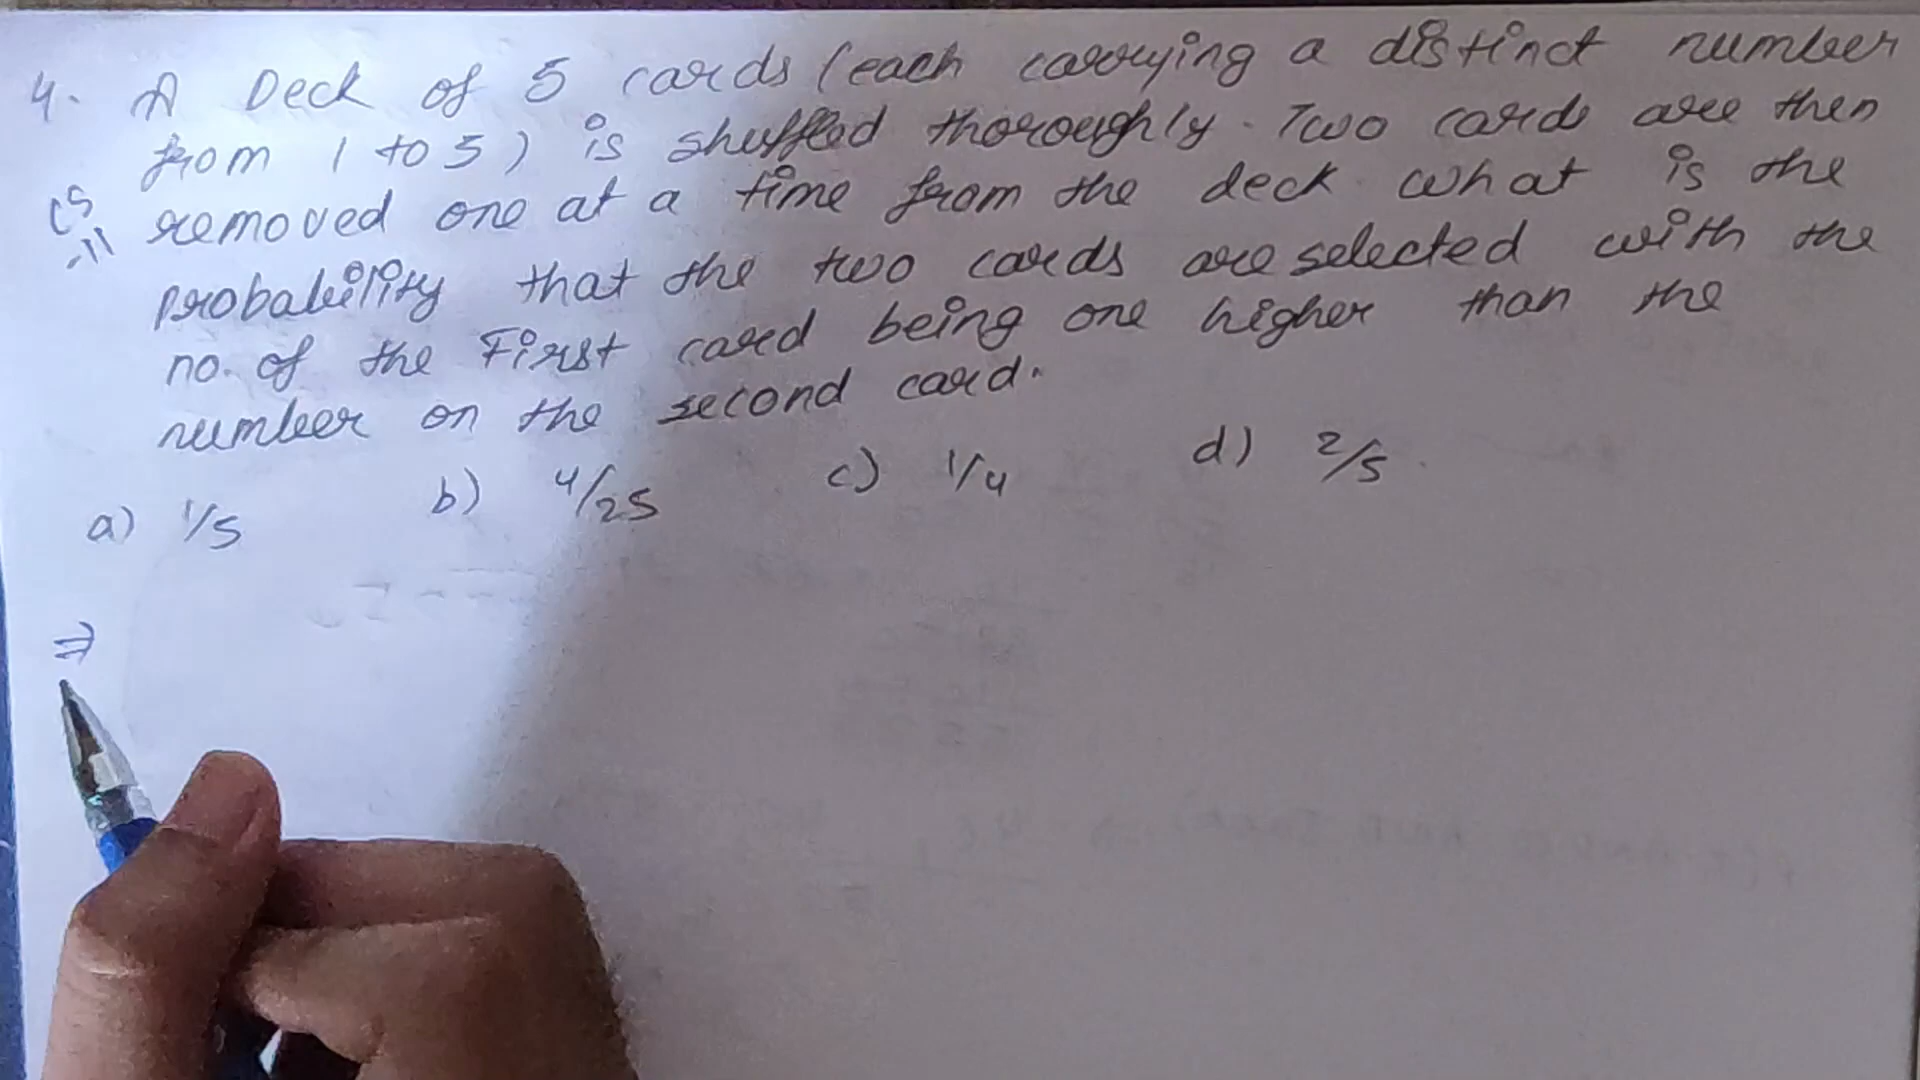 4. A Deck of 5 cards (each carrying a distinct number
from 1 to 5) is shuffled thoroughly. Two cards are then
CS
-11
removed one at a time from the deck. what is the
probability that the two cards are selected with the
no. of the First card being one higher than the
number on the second card.
a) 1/5 b) 4/25 c) 1/4 d) 2/5
⇒